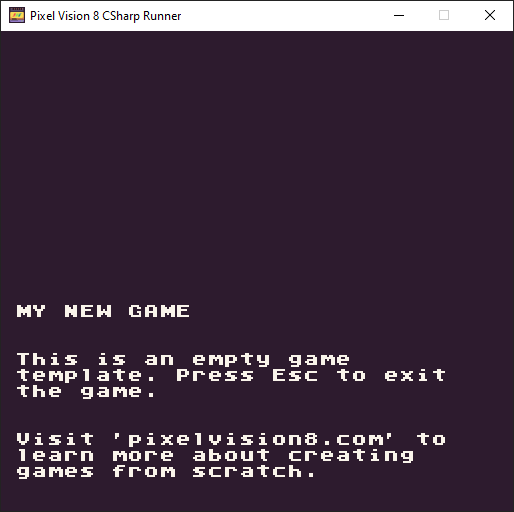 Pixel Vision 8 CSharp Runner
MY NEW GAME
This is an empty game
template. Press Esc to exit
the game.
Visit 'pixelvision8.com' to
learn more about creating
games from scratch.